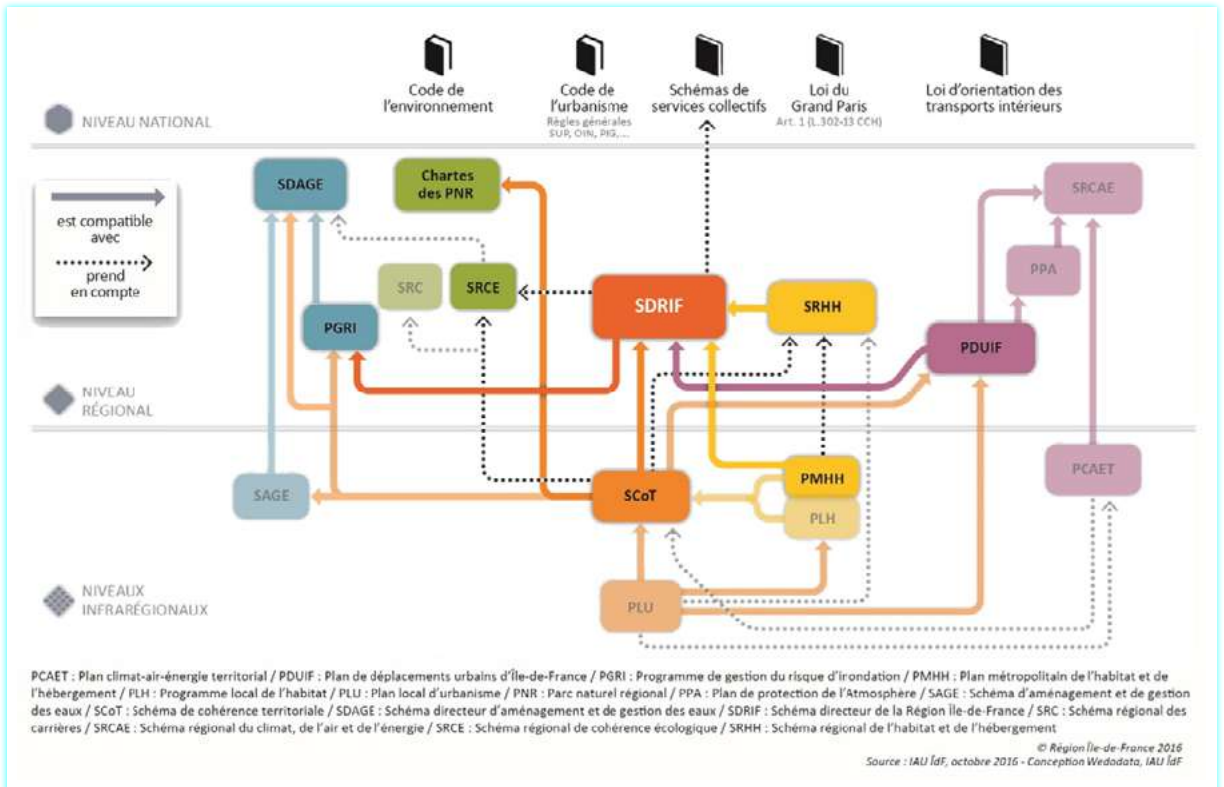 Code de
l'environnement
Code de
l'urbanisme
Règles générales
SUP, OIN, PIG,...
Schémas de
services collectifs
Loi du
Grand Paris
Art. 1 (L.302-13 CCH)
Loi d'orientation des
transports intérieurs
NIVEAU NATIONAL
est compatible
avec
prend
en compte
SDAGE
Chartes
des PNR
SRCAE
PPA
SRC
SRCE
SDRIF
SRHH
PGRI
PDUIF
NIVEAU
RÉGIONAL
SAGE
SCoT
PMHH
PLH
PCAET
NIVEAUX
INFRARÉGIONAUX
PLU
PCAET : Plan climat-air-énergie territorial / PDUIF : Plan de déplacements urbains d'Île-de-France / PGRI : Programme de gestion du risque d'irondation / PMHH : Plan métropolitain de l'habitat et de
l'hébergement / PLH : Programme local de l'habitat / PLU : Plan local d'urbanisme / PNR : Parc naturel régional / PPA : Plan de protection de l'Atmosphère / SAGE : Schéma d'aménagement et de gestion
des eaux / SCoT : Schéma de cohérence territoriale / SDAGE : Schéma directeur d'aménagement et de gestion des eaux / SDRIF : Schéma directeur de la Région Île-de-France / SRC : Schéma régional des
carrières / SRCAE : Schéma régional du climat, de l'air et de l'énergie / SRCE : Schéma régional de cohérence écologique / SRHH : Schéma régional de l'habitat et de l'hébergement
© Région Île-de-France 2016
Source : IAU ÎdF, octobre 2016 - Conception Wedodata, IAU ÎdF